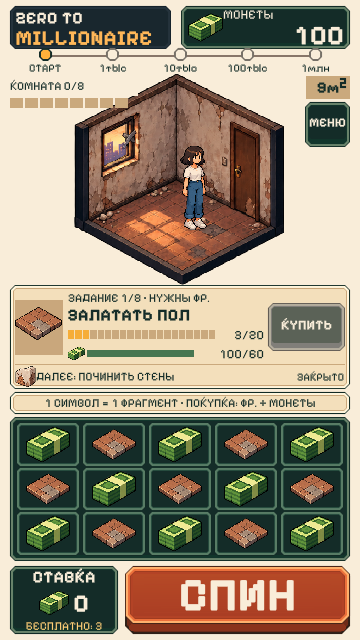 ZERO TO
MILLIONAIRE
МОНЕТЫ
100
СТАРТ
1тыс
10тыс
100тыс
1млн
КОМНАТА 0/8
9м²
МЕНЮ
ЗАДАНИЕ 1/8 · НУЖНЫ ФР.
ЗАЛАТАТЬ ПОЛ
3/20
КУПИТЬ
100/60
ДАЛЕЕ: ПОЧИНИТЬ СТЕНЫ
ЗАКРЫТО
1 СИМВОЛ = 1 ФРАГМЕНТ · ПОКУПКА: ФР. + МОНЕТЫ
СТАВКА
0
БЕСПЛАТНО: 3
СПИН